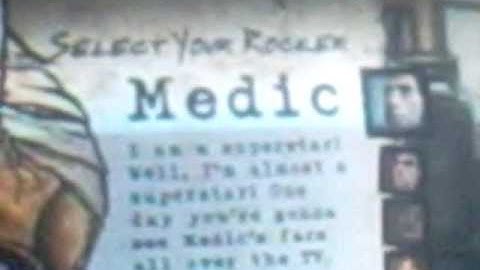 Select Your Rocker
Medic
I am a superstar!
Well, I'm almost a
superstar! One
day you're gonna
see Medic's face
all over the TV,